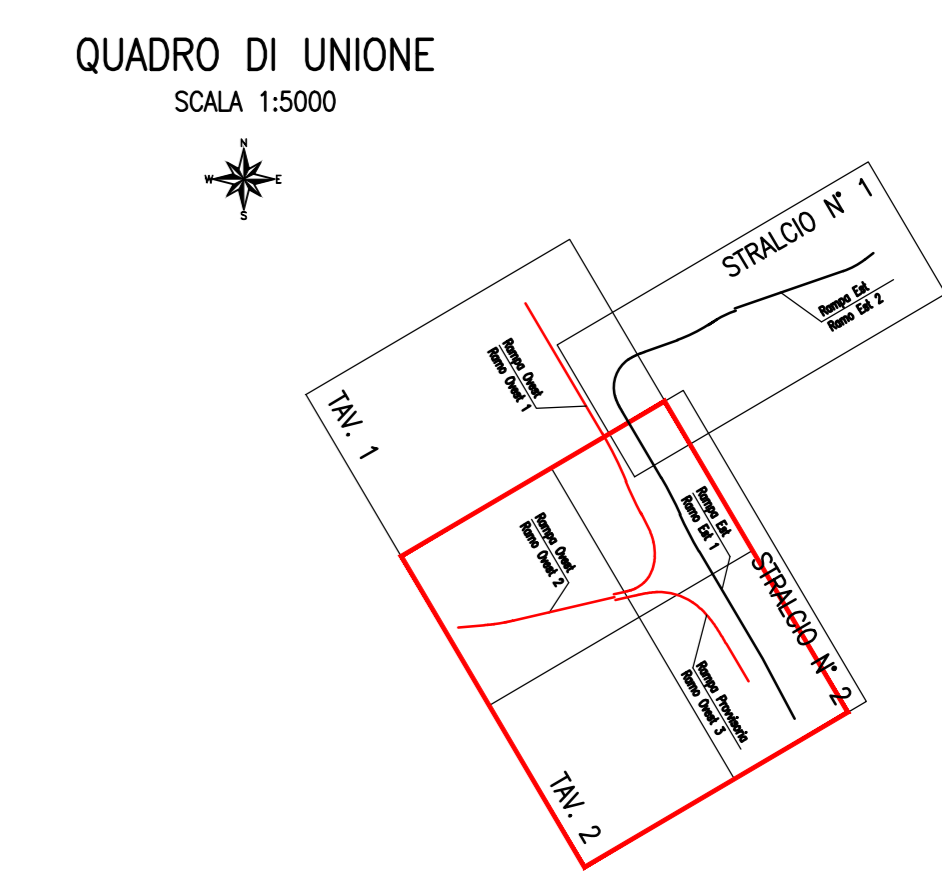 QUADRO DI UNIONE
SCALA 1:5000
N
W
E
S
STRALCIO N° 1
Rampa Est
Ramo Est 2
Rampa Ovest
Ramo Ovest 1
TAV. 1
Rampa Est
Ramo Est 1
Rampa Ovest
Ramo Ovest 2
STRALCIO N° 2
Rampa Provvisoria
Ramo Ovest 3
TAV. 2